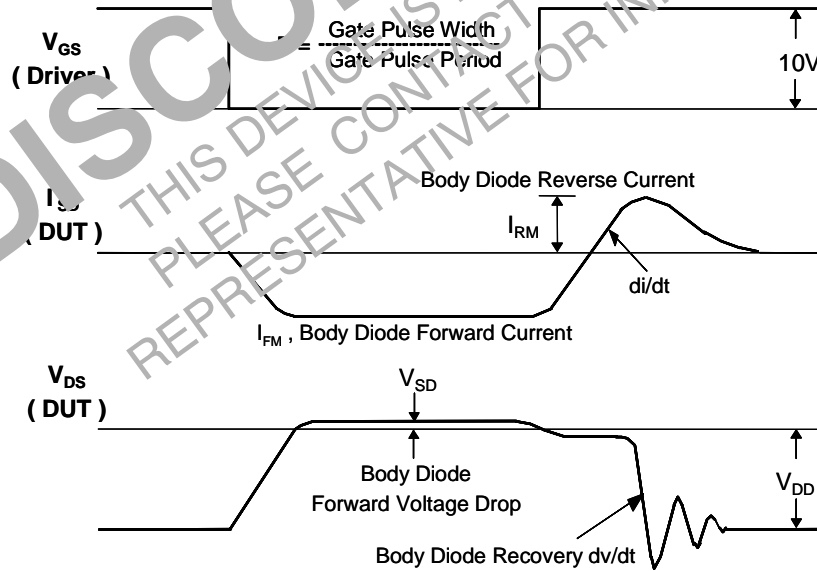 V_GS
( Driver )
Gate Pulse Width
=
Gate Pulse Period
10V
( DUT )
Body Diode Reverse Current
I_RM
di/dt
I_FM , Body Diode Forward Current
V_DS
( DUT )
V_SD
Body Diode
Forward Voltage Drop
V_DD
Body Diode Recovery dv/dt
DISCO
THIS DEVICE IS
PLEASE CONTACT
REPRESENTATIVE FOR